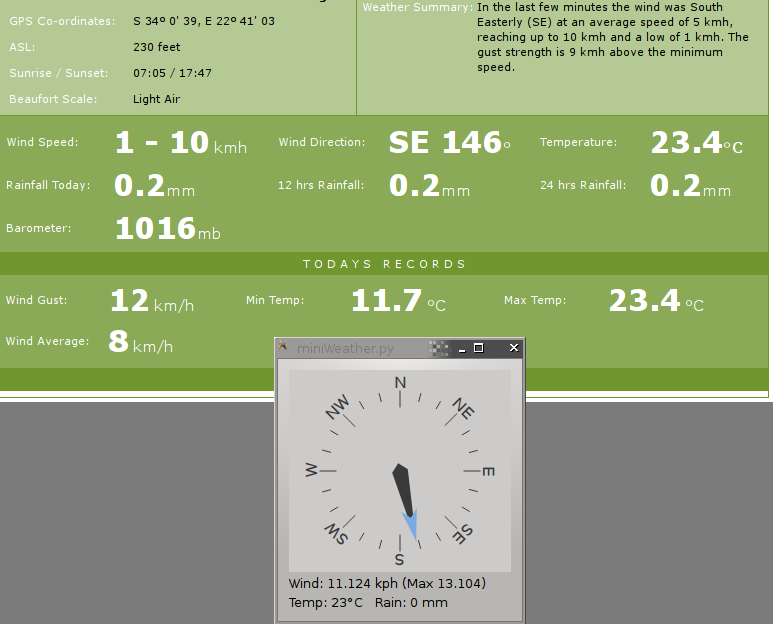 GPS Co-ordinates: S 34º 0' 39, E 22º 41' 03
ASL: 230 feet
Sunrise / Sunset: 07:05 / 17:47
Beaufort Scale: Light Air
Weather Summary: In the last few minutes the wind was South
Easterly (SE) at an average speed of 5 kmh,
reaching up to 10 kmh and a low of 1 kmh. The
gust strength is 9 kmh above the minimum
speed.
Wind Speed: 1 - 10 kmh Wind Direction: SE 146° Temperature: 23.4°C
Rainfall Today: 0.2mm 12 hrs Rainfall: 0.2mm 24 hrs Rainfall: 0.2mm
Barometer: 1016mb
TODAYS RECORDS
Wind Gust: 12 km/h Min Temp: 11.7 ºC Max Temp: 23.4 ºC
Wind Average: 8 km/h
miniWeather.py
N
NE
E
SE
S
SW
W
NW
Wind: 11.124 kph (Max 13.104)
Temp: 23°C Rain: 0 mm